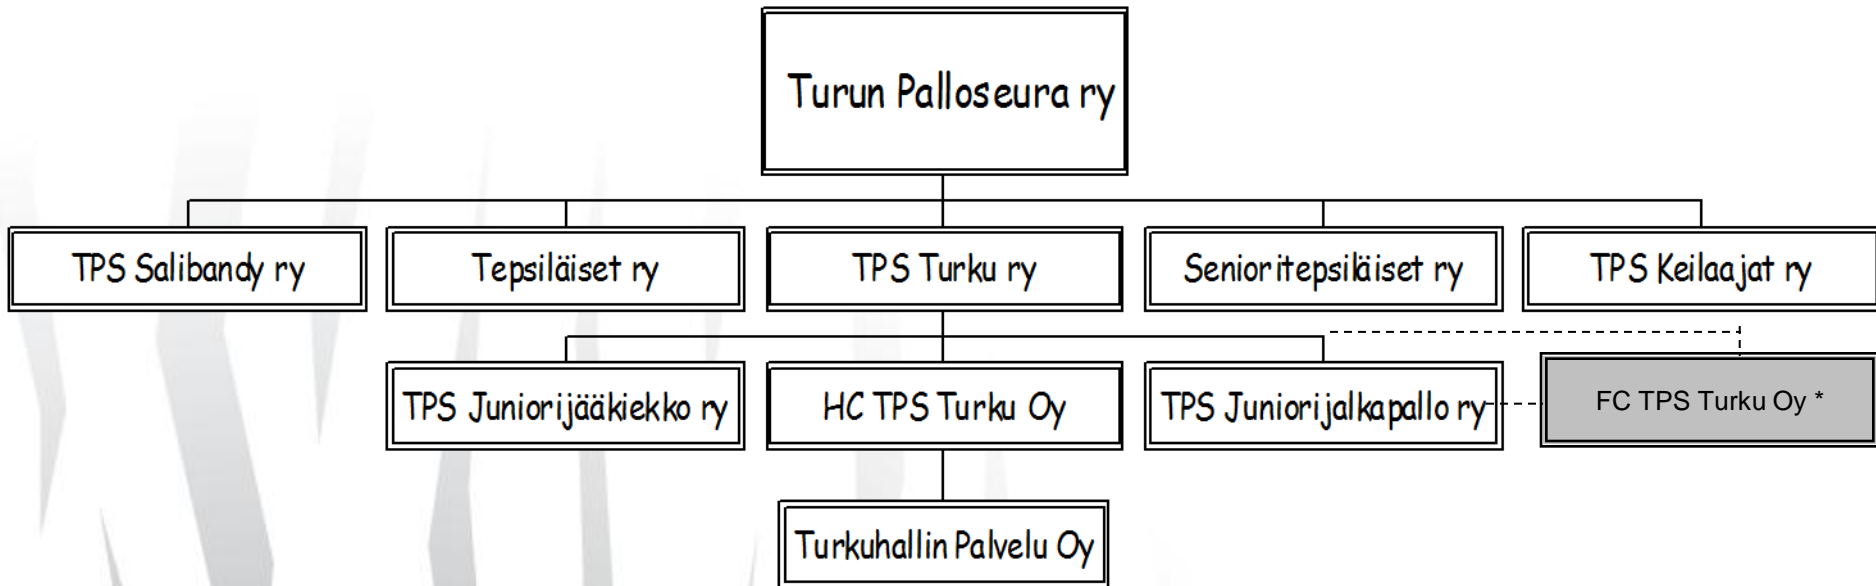 Turun Palloseura ry
TPS Salibandy ry
Tepsiläiset ry
TPS Turku ry
Senioritepsiläiset ry
TPS Keilaajat ry
TPS Juniorijääkiekko ry
HC TPS Turku Oy
TPS Juniorijalkapallo ry
FC TPS Turku Oy *
Turkuhallin Palvelu Oy